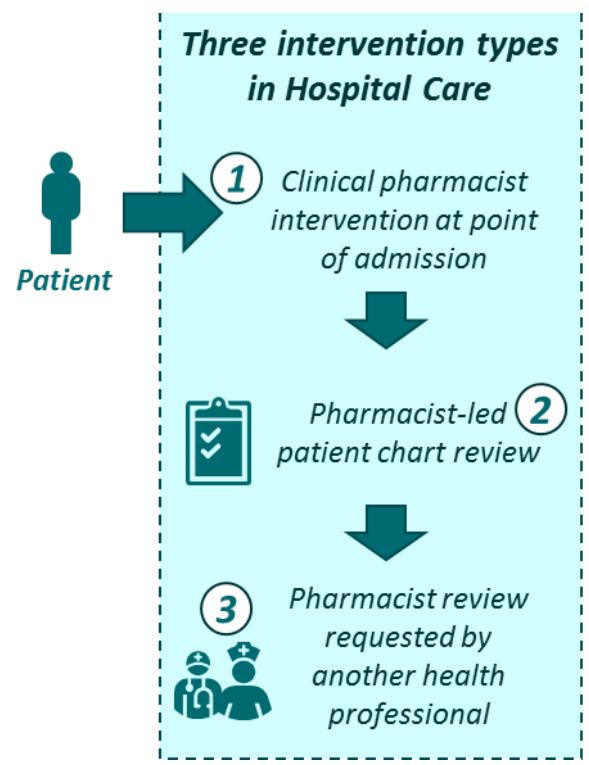 Three intervention types
in Hospital Care
1
Clinical pharmacist
intervention at point
of admission
Patient
Pharmacist-led
2
patient chart review
3
Pharmacist review
requested by
another health
professional